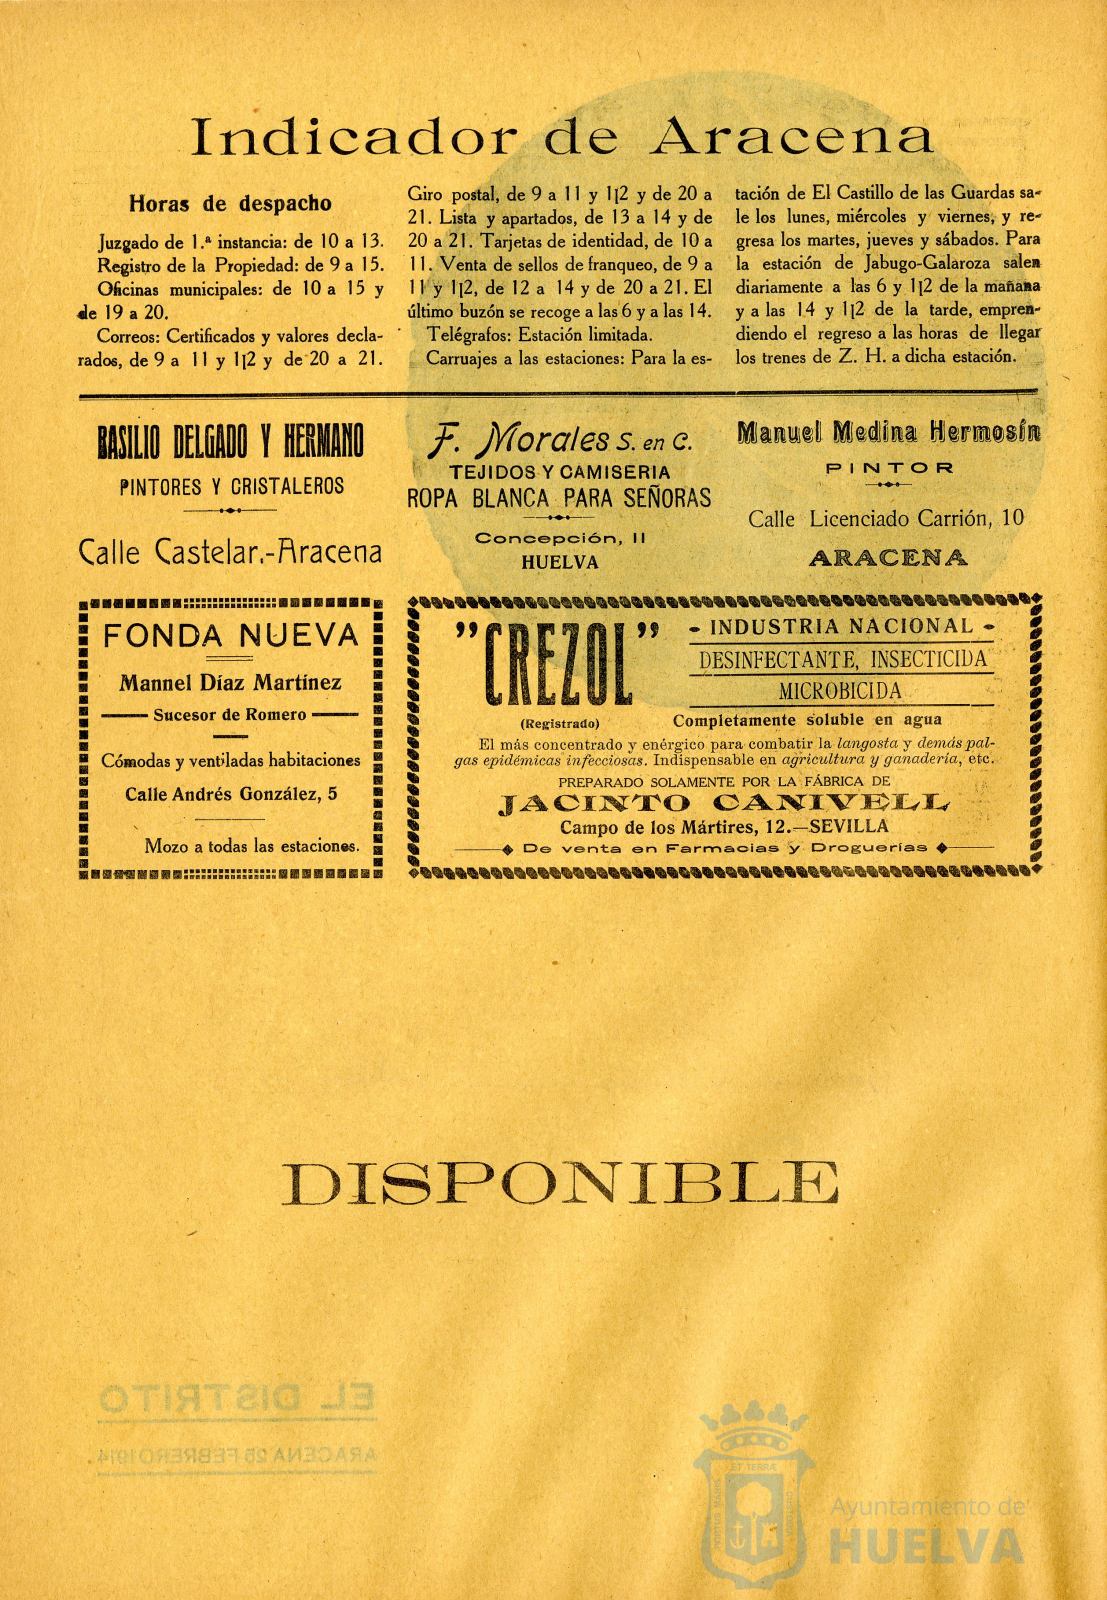 Indicador de Aracena
Horas de despacho
Juzgado de 1.ª instancia: de 10 a 13.
Registro de la Propiedad: de 9 a 15.
Oficinas municipales: de 10 a 15 y
de 19 a 20.
Correos: Certificados y valores decla-
rados, de 9 a 11 y 1|2 y de 20 a 21.
Giro postal, de 9 a 11 y 1|2 y de 20 a
21. Lista y apartados, de 13 a 14 y de
20 a 21. Tarjetas de identidad, de 10 a
11. Venta de sellos de franqueo, de 9 a
11 y 1|2, de 12 a 14 y de 20 a 21. El
último buzón se recoge a las 6 y a las 14.
Telégrafos: Estación limitada.
Carruajes a las estaciones: Para la es-
tación de El Castillo de las Guardas sa-
le los lunes, miércoles y viernes, y re-
gresa los martes, jueves y sábados. Para
la estación de Jabugo-Galaroza salen
diariamente a las 6 y 1|2 de la mañana
y a las 14 y 1|2 de la tarde, empren-
diendo el regreso a las horas de llegar
los trenes de Z. H. a dicha estación.
BASILIO DELGADO Y HERMANO
PINTORES Y CRISTALEROS
Calle Castelar.-Aracena
F. Morales S. en C.
TEJIDOS Y CAMISERIA
ROPA BLANCA PARA SEÑORAS
Concepción, 11
HUELVA
Manuel Medina Hermosín
PINTOR
Calle Licenciado Carrión, 10
ARACENA
FONDA NUEVA
Mannel Díaz Martínez
Sucesor de Romero
Cómodas y ventiladas habitaciones
Calle Andrés González, 5
Mozo a todas las estaciones.
"CREZOL"
(Registrado)
- INDUSTRIA NACIONAL -
DESINFECTANTE, INSECTICIDA
MICROBICIDA
Completamente soluble en agua
El más concentrado y enérgico para combatir la langosta y demás pal-
gas epidémicas infecciosas. Indispensable en agricultura y ganadería, etc.
PREPARADO SOLAMENTE POR LA FÁBRICA DE
JACINTO CANIVELL
Campo de los Mártires, 12.—SEVILLA
De venta en Farmacias y Droguerías
DISPONIBLE
EL DISTRITO
ARACENA 25 FEBRERO 1914
ET TERRÆ
PORTUS MARIS
CUSTODIA
Ayuntamiento de
HUELVA